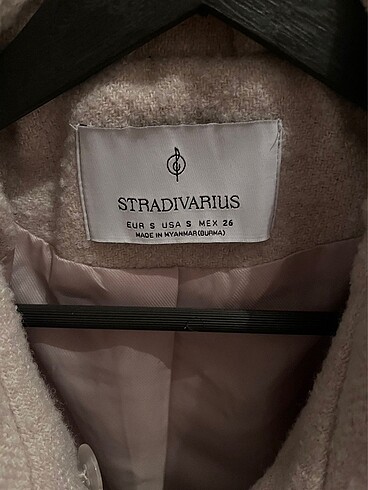 STRADIVARIUS
EUR S USA S MEX 26
MADE IN MYANMAR(BURMA)